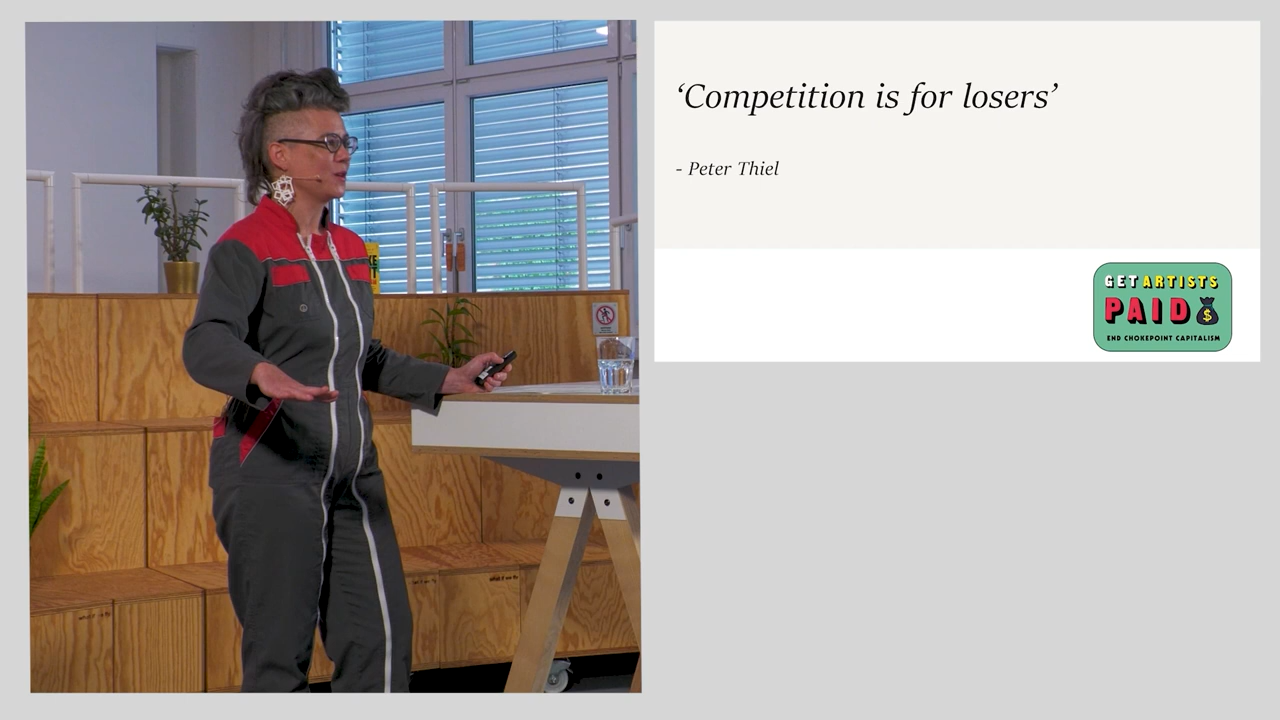 ‘Competition is for losers’
- Peter Thiel
GET ARTISTS
PAID
END CHOKEPOINT CAPITALISM